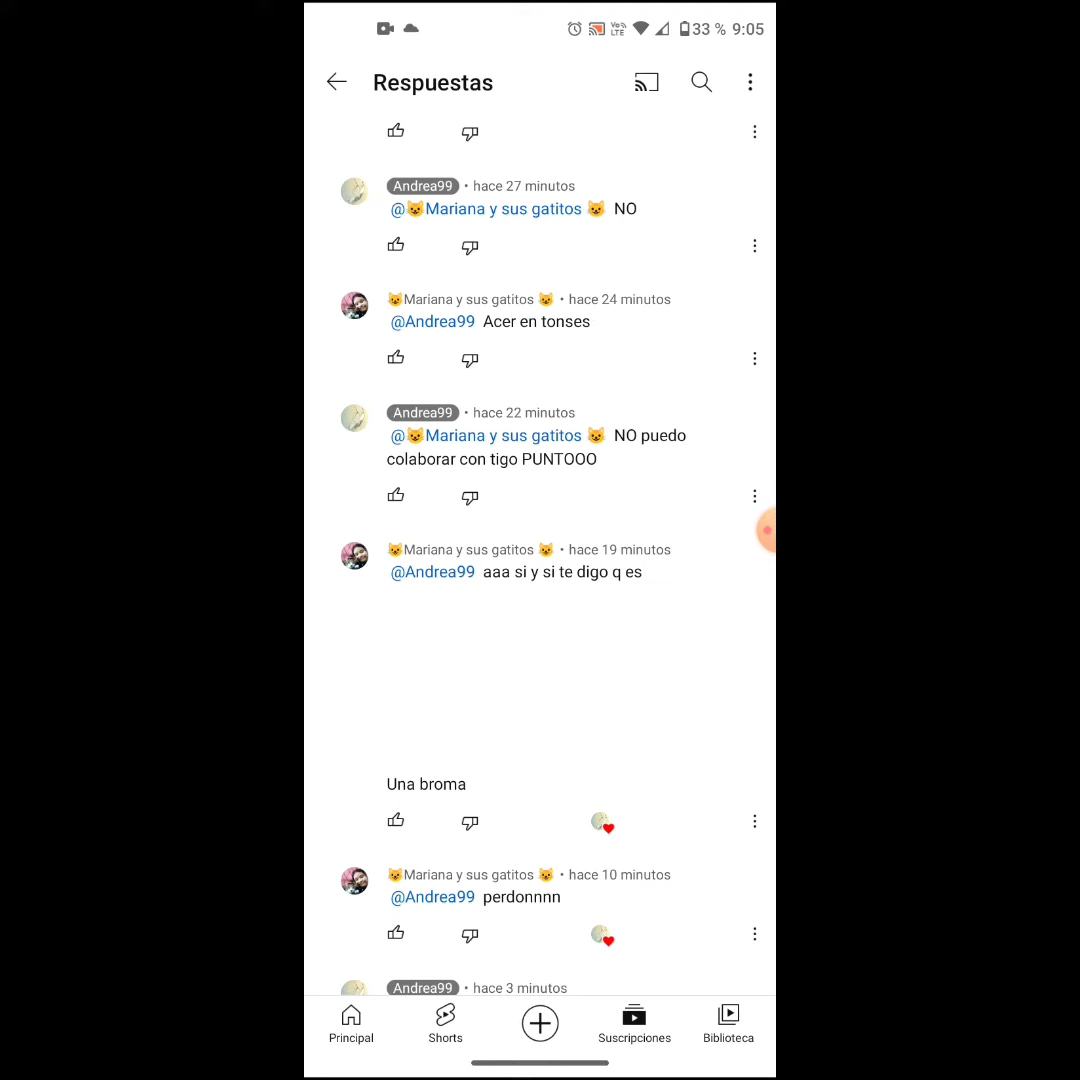 33 % 9:05
Respuestas
Andrea99 • hace 27 minutos
@😺Mariana y sus gatitos 😺 NO
😺Mariana y sus gatitos 😺 • hace 24 minutos
@Andrea99 Acer en tonses
Andrea99 • hace 22 minutos
@😺Mariana y sus gatitos 😺 NO puedo
colaborar con tigo PUNTOOO
😺Mariana y sus gatitos 😺 • hace 19 minutos
@Andrea99 aaa si y si te digo q es
Una broma
😺Mariana y sus gatitos 😺 • hace 10 minutos
@Andrea99 perdonnnn
Andrea99 • hace 3 minutos
Principal Shorts Suscripciones Biblioteca